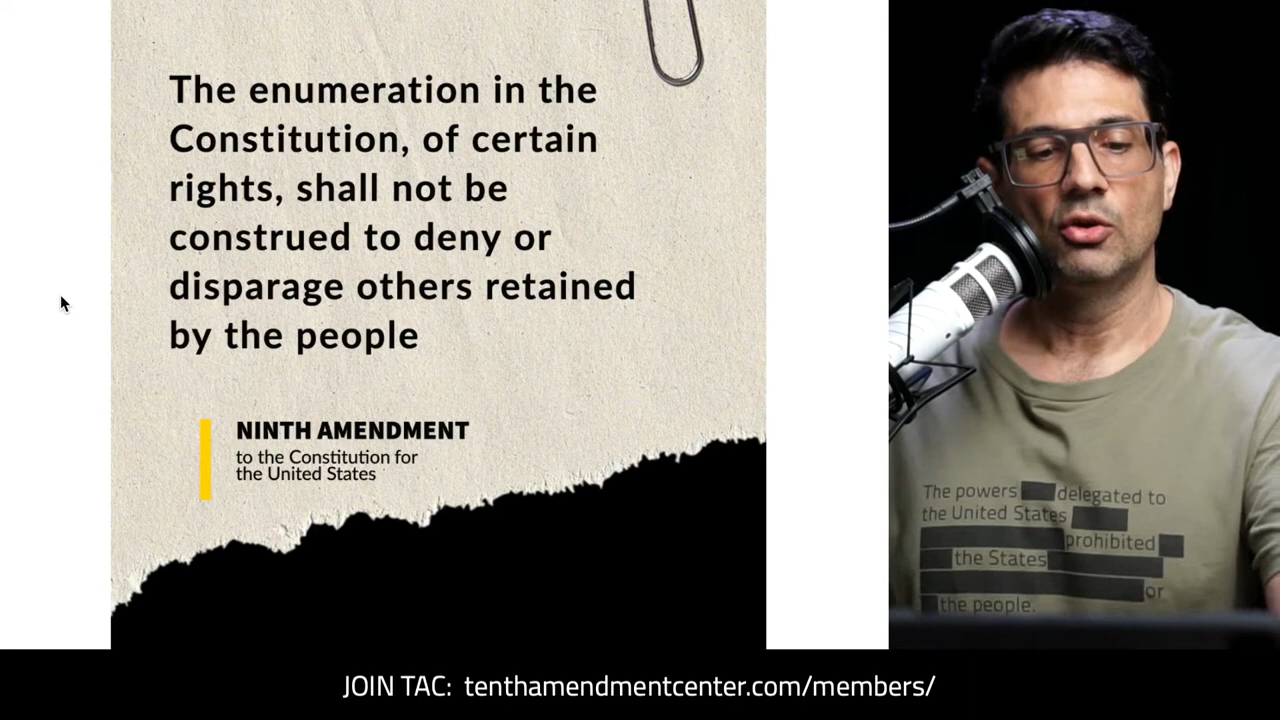 The enumeration in the
Constitution, of certain
rights, shall not be
construed to deny or
disparage others retained
by the people
NINTH AMENDMENT
to the Constitution for
the United States
The powers delegated to
the United States
prohibited
the States
or
the people.
JOIN TAC: tenthamendmentcenter.com/members/